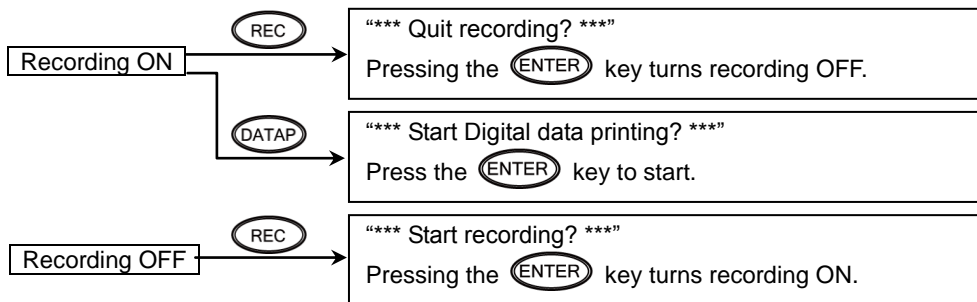 Recording ON
REC
“*** Quit recording? ***”
Pressing the ENTER key turns recording OFF.
DATAP
“*** Start Digital data printing? ***”
Press the ENTER key to start.
Recording OFF
REC
“*** Start recording? ***”
Pressing the ENTER key turns recording ON.